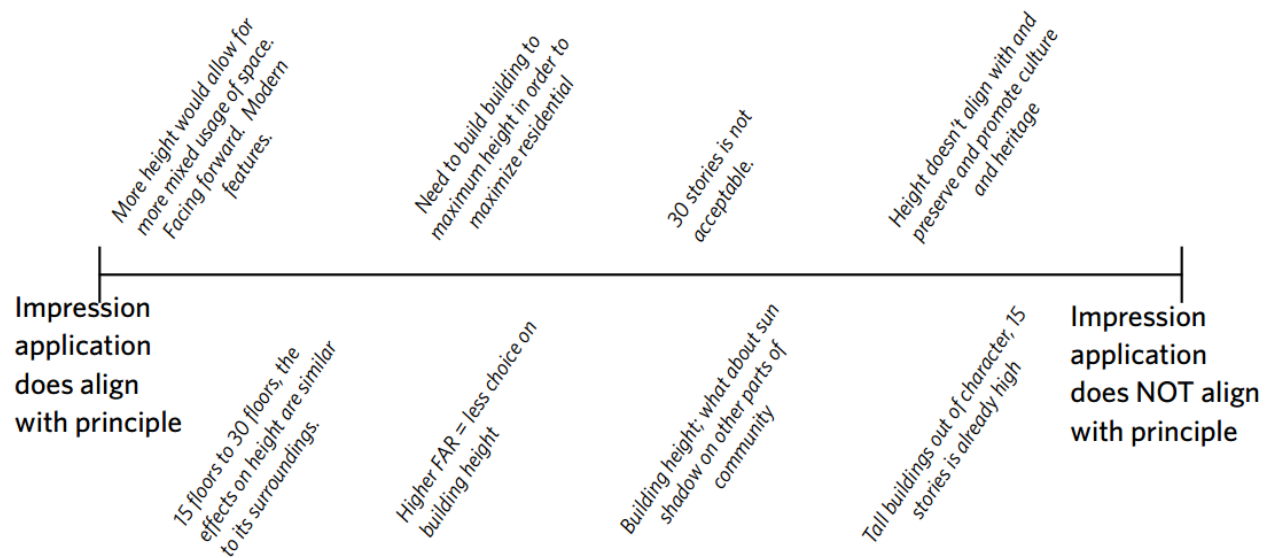 More height would allow for
more mixed usage of space.
Facing forward.  Modern
features.
Need to build building to
maximum height in order to
maximize residential
30 stories is not
acceptable.
Height doesn't align with and
preserve and promote culture
and heritage
Impression
application
does align
with principle
15 floors to 30 floors, the
effects on height are similar
to its surroundings.
Higher FAR = less choice on
building height
Building height; what about sun
shadow on other parts of
community
Tall buildings out of character, 15
stories is already high
Impression
application
does NOT align
with principle